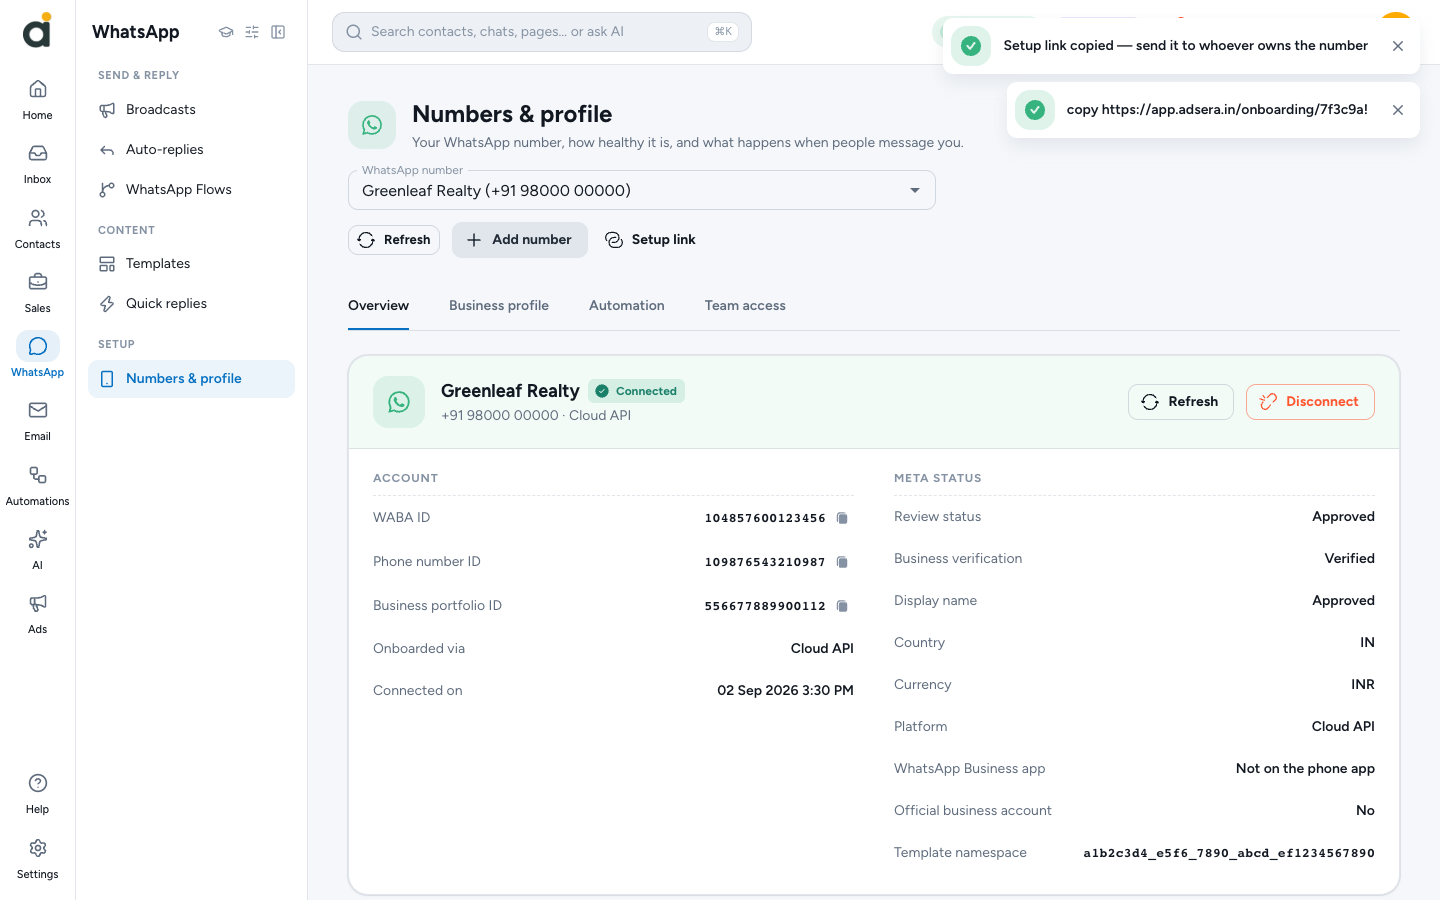 WhatsApp
Search contacts, chats, pages... or ask AI
⌘K
Setup link copied — send it to whoever owns the number
copy https://app.adsera.in/onboarding/7f3c9a!
Home
Inbox
Contacts
Sales
WhatsApp
Email
Automations
AI
Ads
Help
Settings
SEND & REPLY
Broadcasts
Auto-replies
WhatsApp Flows
CONTENT
Templates
Quick replies
SETUP
Numbers & profile
Numbers & profile
Your WhatsApp number, how healthy it is, and what happens when people message you.
WhatsApp number
Greenleaf Realty (+91 98000 00000)
Refresh
Add number
Setup link
Overview
Business profile
Automation
Team access
Greenleaf Realty
Connected
+91 98000 00000 · Cloud API
Refresh
Disconnect
ACCOUNT
WABA ID
104857600123456
Phone number ID
109876543210987
Business portfolio ID
556677889900112
Onboarded via
Cloud API
Connected on
02 Sep 2026 3:30 PM
META STATUS
Review status
Approved
Business verification
Verified
Display name
Approved
Country
IN
Currency
INR
Platform
Cloud API
WhatsApp Business app
Not on the phone app
Official business account
No
Template namespace
a1b2c3d4_e5f6_7890_abcd_ef1234567890